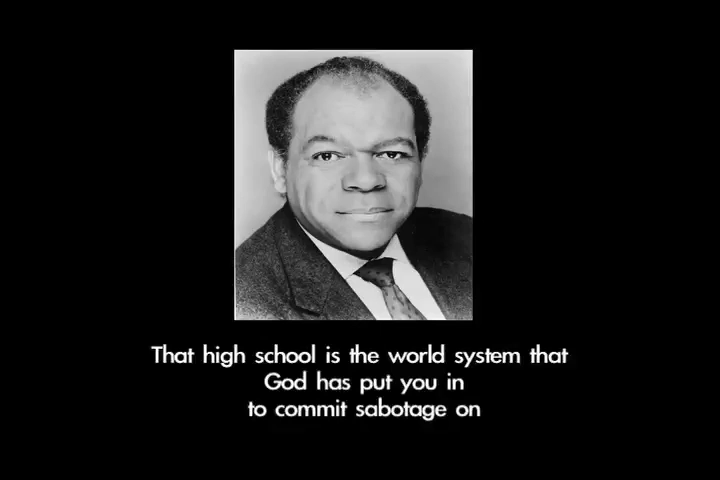 That high school is the world system that
God has put you in
to commit sabotage on